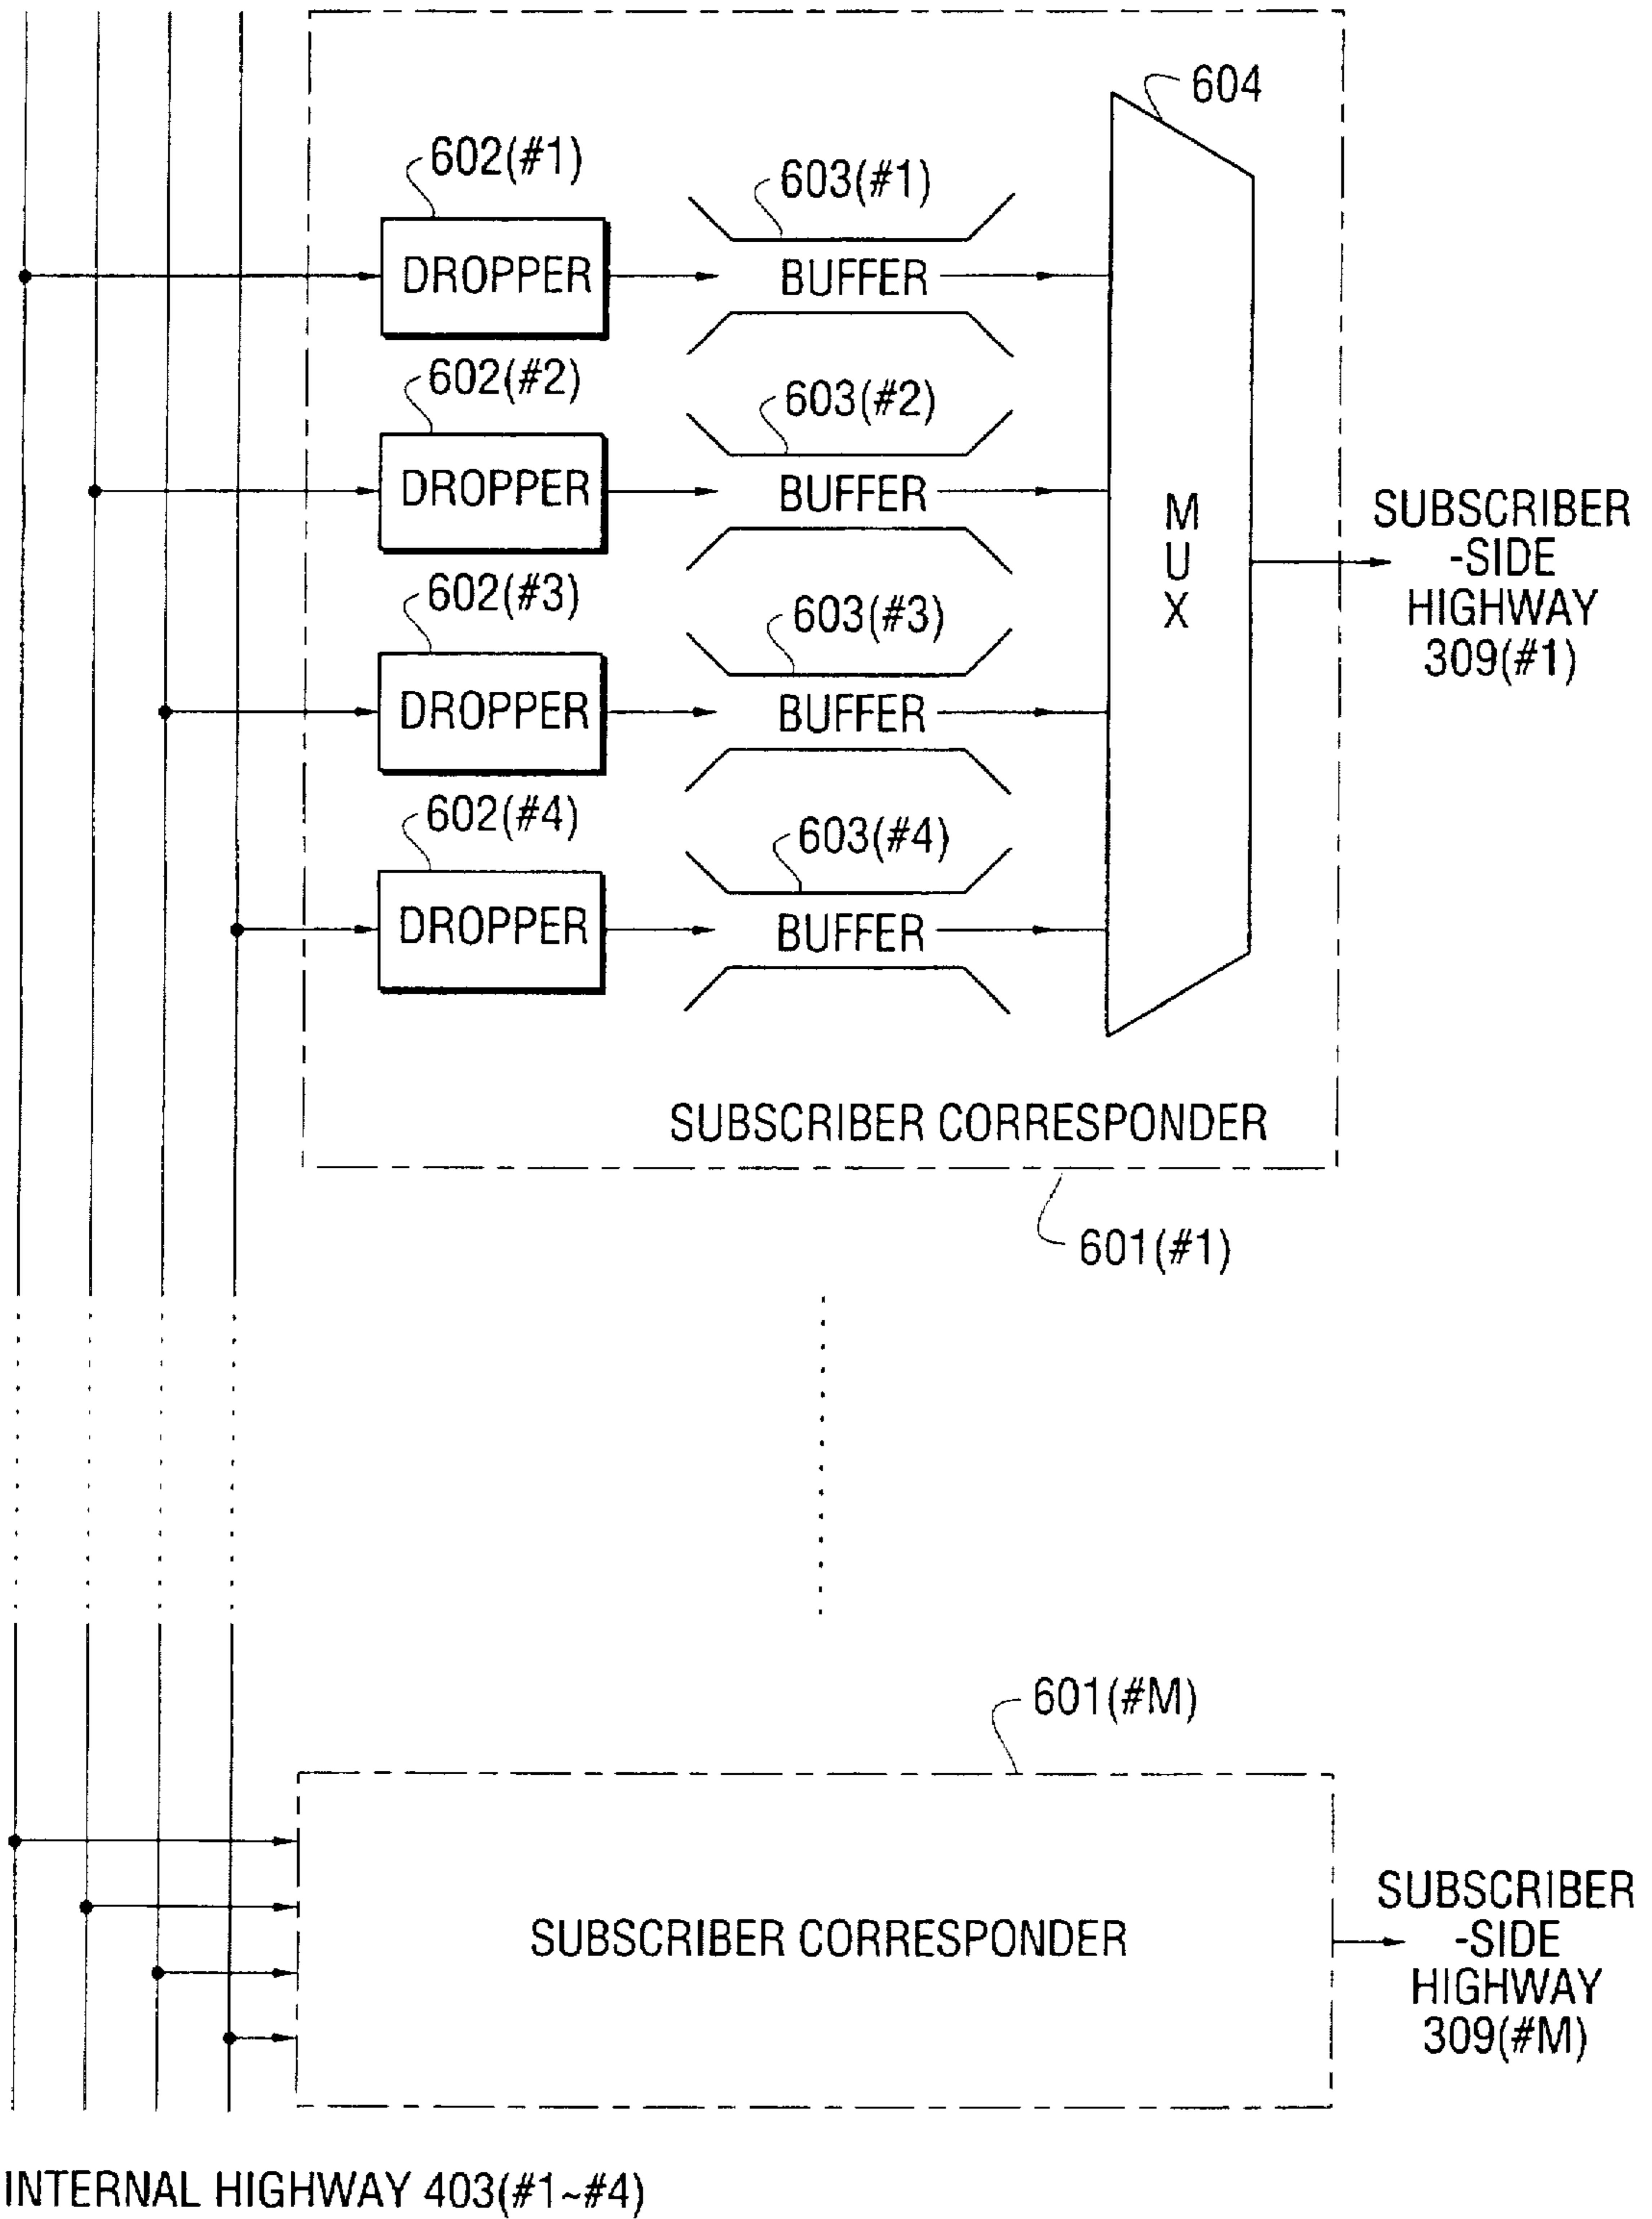 604
602(#1)
603(#1)
DROPPER
BUFFER
602(#2)
603(#2)
DROPPER
BUFFER
MUX
SUBSCRIBER
-SIDE
HIGHWAY
309(#1)
602(#3)
603(#3)
DROPPER
BUFFER
602(#4)
603(#4)
DROPPER
BUFFER
SUBSCRIBER CORRESPONDER
601(#1)
601(#M)
SUBSCRIBER CORRESPONDER
SUBSCRIBER
-SIDE
HIGHWAY
309(#M)
INTERNAL HIGHWAY 403(#1~#4)